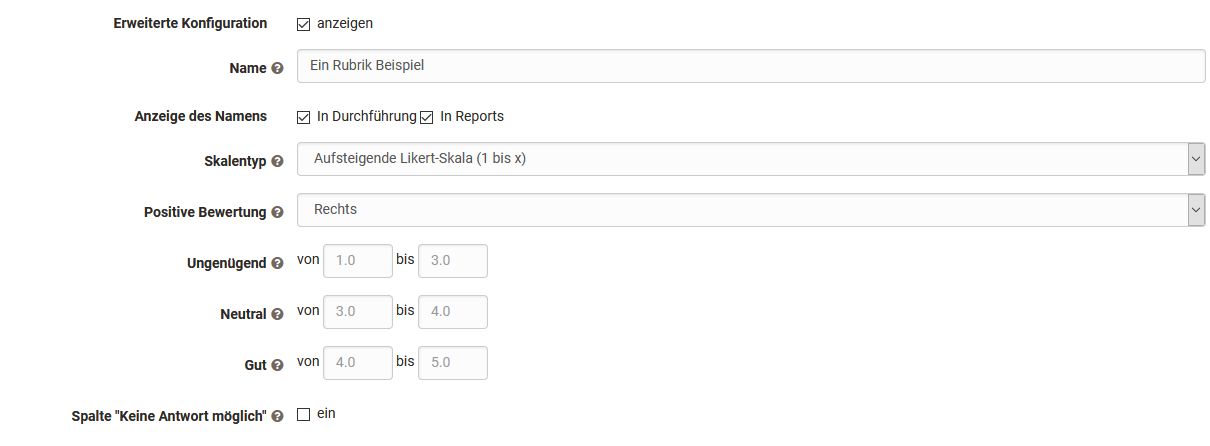 Erweiterte Konfiguration anzeigen
Name Ein Rubrik Beispiel
Anzeige des Namens In Durchführung In Reports
Skalentyp Aufsteigende Likert-Skala (1 bis x)
Positive Bewertung Rechts
Ungenügend von 1.0 bis 3.0
Neutral von 3.0 bis 4.0
Gut von 4.0 bis 5.0
Spalte "Keine Antwort möglich" ein